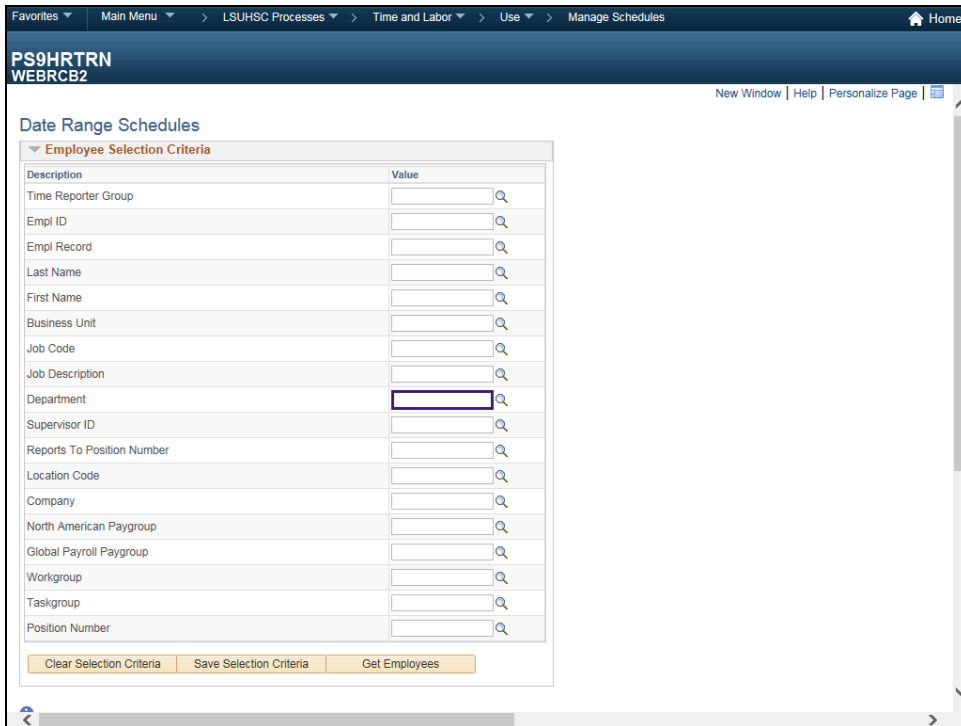 Favorites Main Menu > LSUHSC Processes > Time and Labor > Use > Manage Schedules Home
PS9HRTRN
WEBRCB2
New Window | Help | Personalize Page |
Date Range Schedules
Employee Selection Criteria
Description Value
Time Reporter Group
Empl ID
Empl Record
Last Name
First Name
Business Unit
Job Code
Job Description
Department
Supervisor ID
Reports To Position Number
Location Code
Company
North American Paygroup
Global Payroll Paygroup
Workgroup
Taskgroup
Position Number
Clear Selection Criteria Save Selection Criteria Get Employees